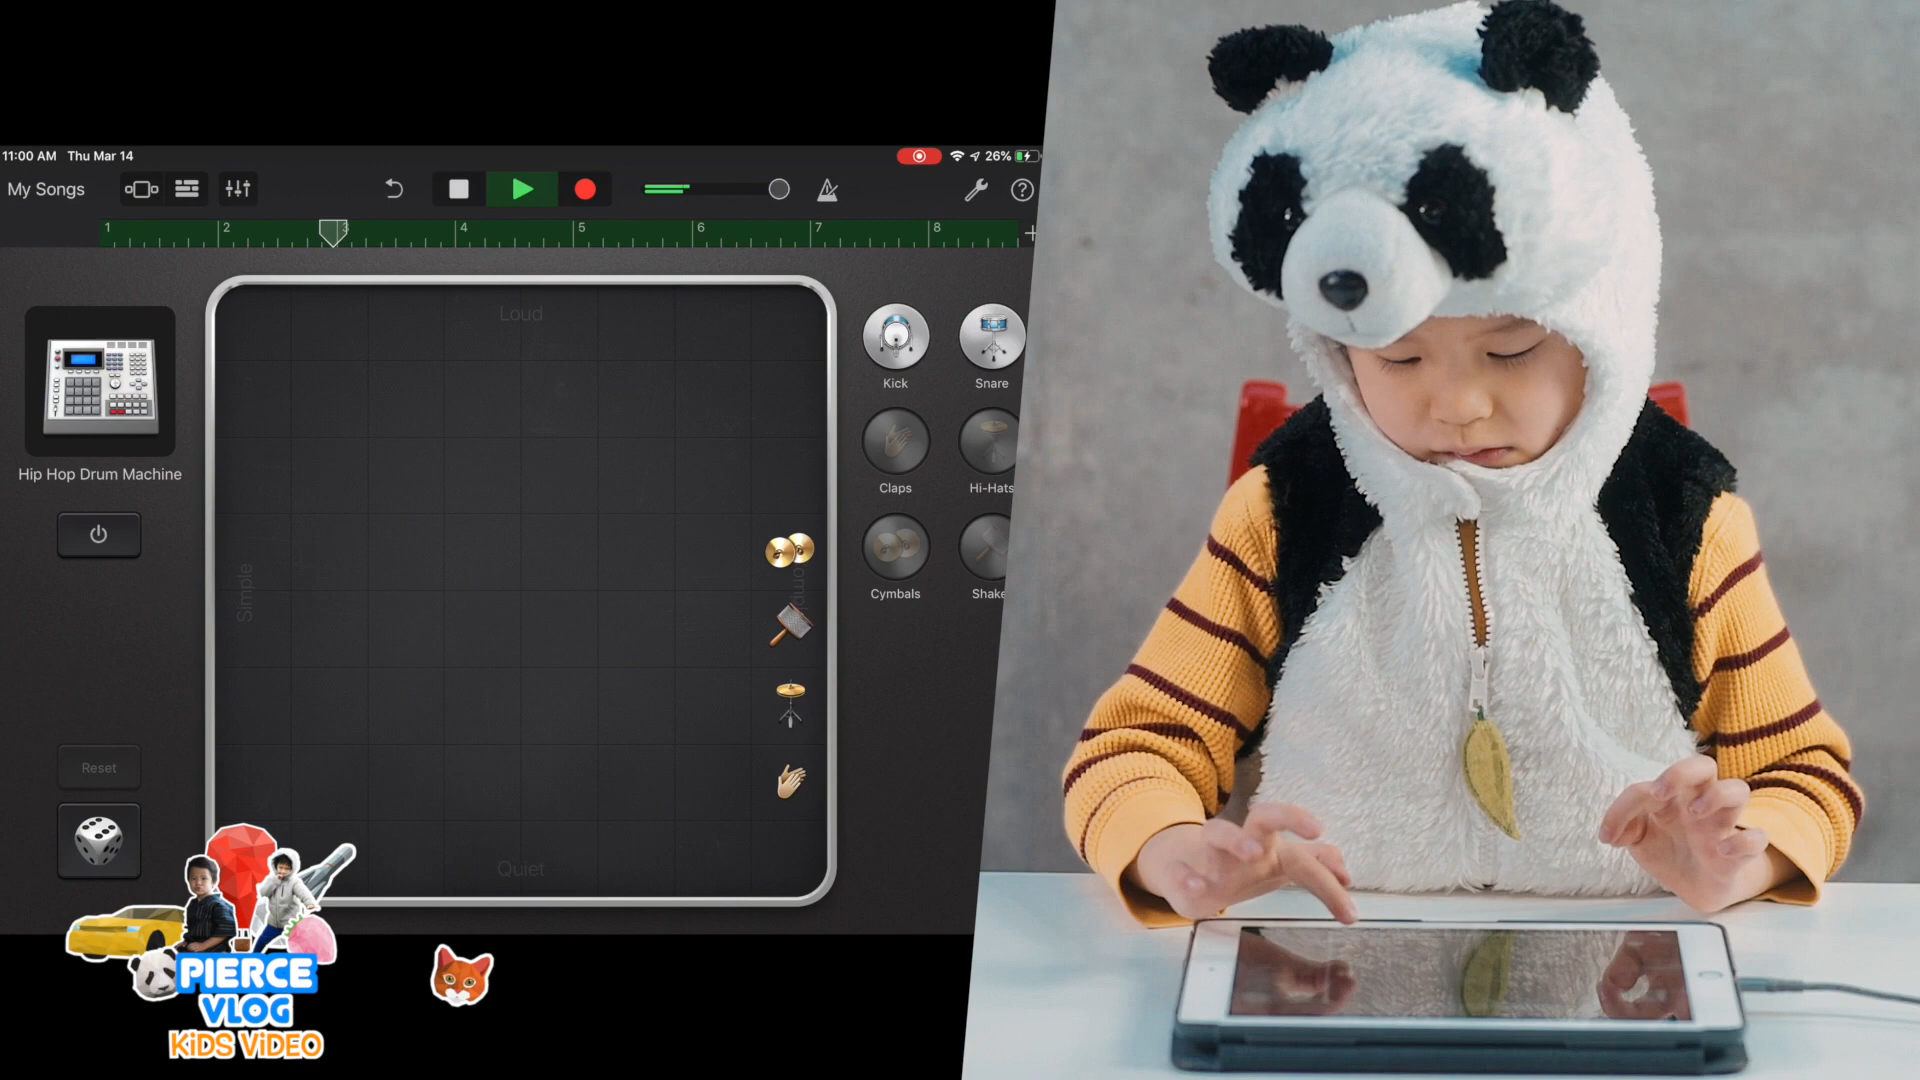 11:00 AM Thu Mar 14
26%
My Songs
1 2 3 4 5 6 7 8
Loud
Hip Hop Drum Machine
Kick
Snare
Claps
Hi-Hats
Cymbals
Shake
Simple
Reset
Quiet
PIERCE
VLOG
KiDS ViDEO